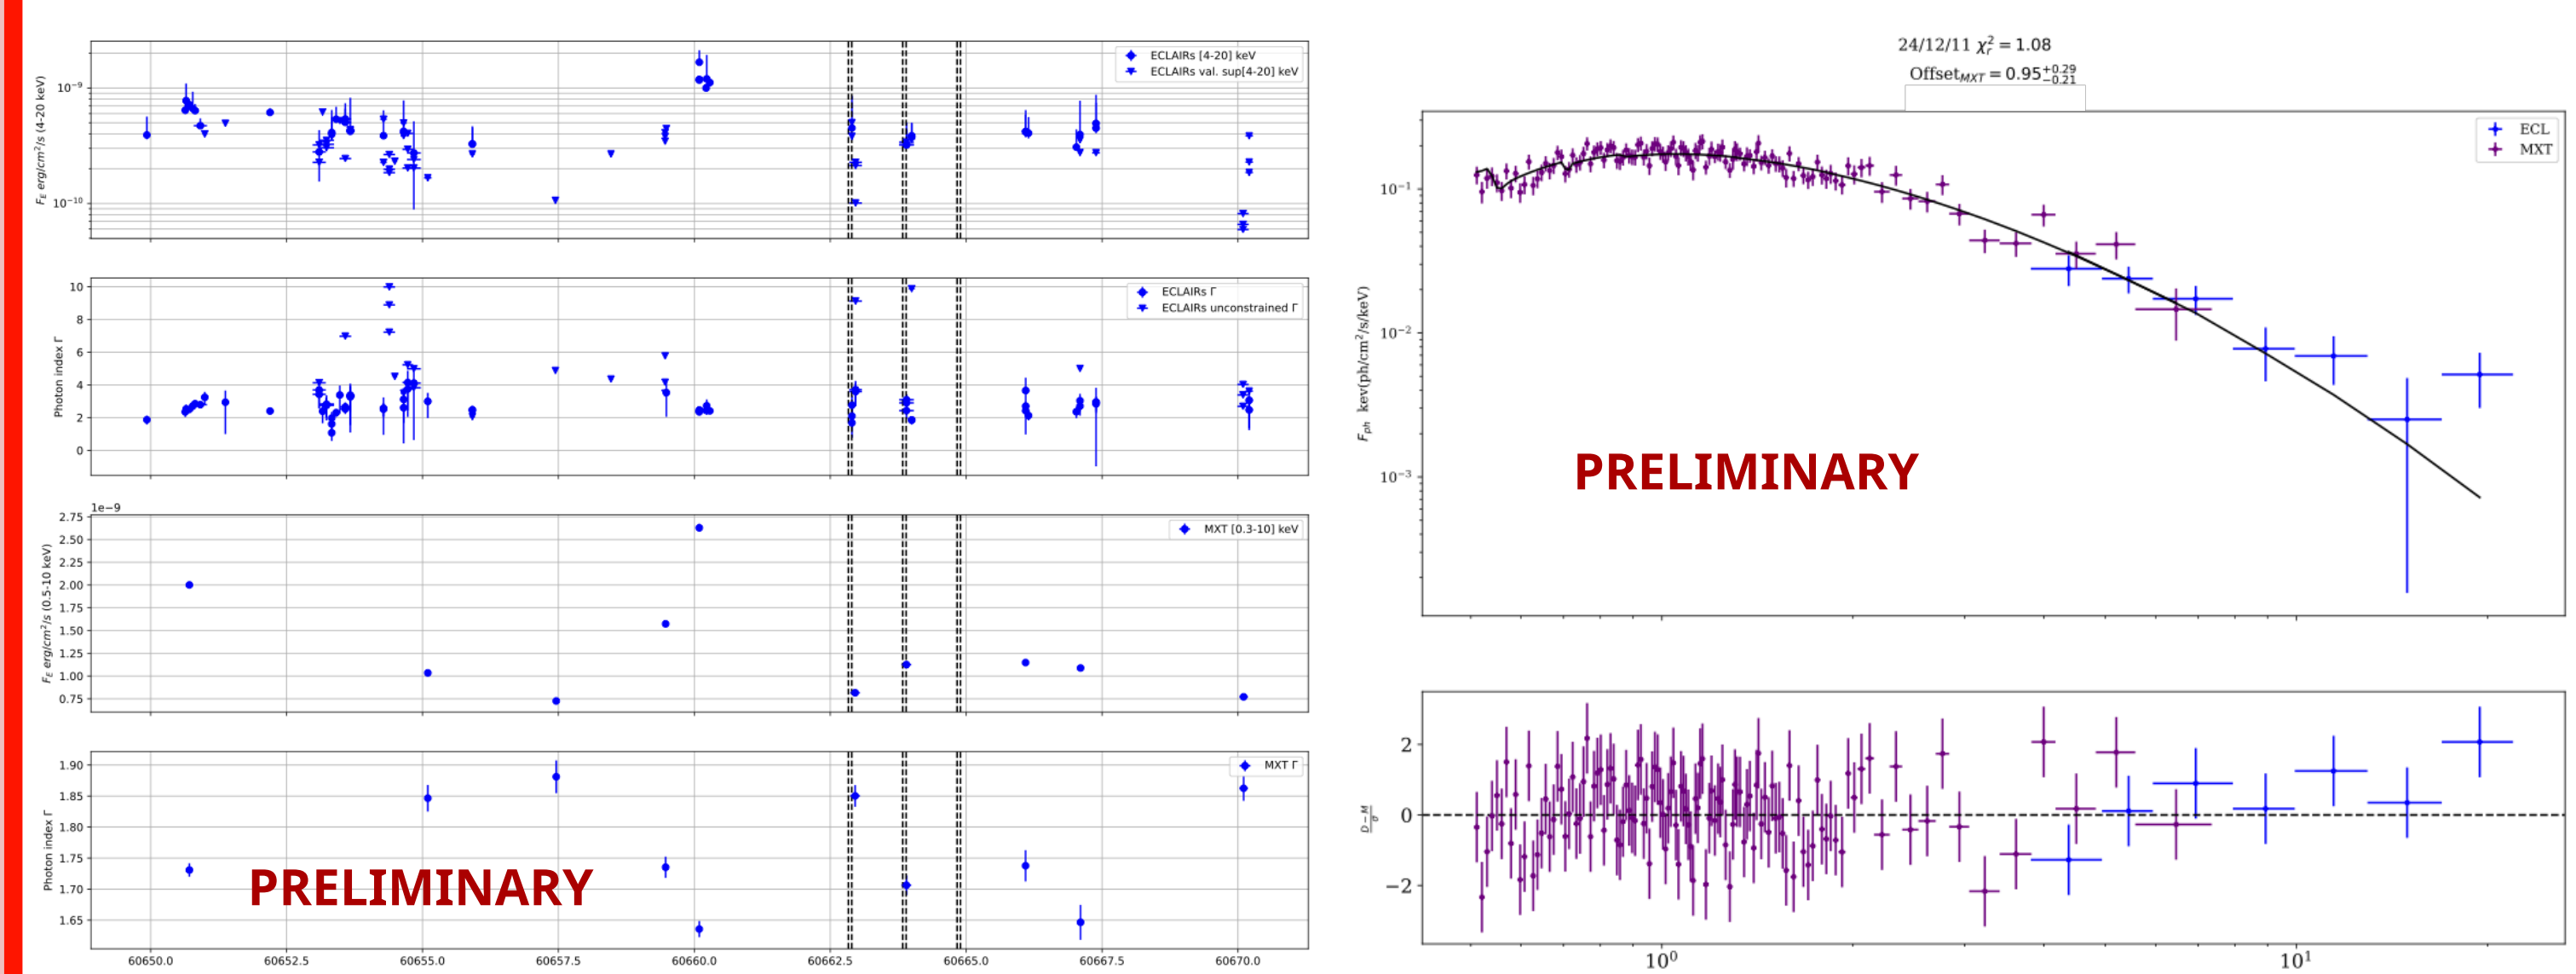 ECLAIRs [4-20] keV
ECLAIRs val. sup[4-20] keV
F_E erg/cm²/s (4-20 keV)
10⁻⁹
10⁻¹⁰
ECLAIRs Γ
ECLAIRs unconstrained Γ
Photon index Γ
10
8
6
4
2
0
1e−9
MXT [0.3-10] keV
F_E erg/cm²/s (0.5-10 keV)
2.75
2.50
2.25
2.00
1.75
1.50
1.25
1.00
0.75
MXT Γ
Photon index Γ
1.90
1.85
1.80
1.75
1.70
1.65
PRELIMINARY
60650.0 60652.5 60655.0 60657.5 60660.0 60662.5 60665.0 60667.5 60670.0
24/12/11 χ²ᵣ = 1.08
Offset_MXT = 0.95+0.29−0.21
ECL
MXT
F_ph kev(ph/cm²/s/keV)
10⁻¹
10⁻²
10⁻³
PRELIMINARY
D−M
σ
2
0
−2
10⁰ 10¹